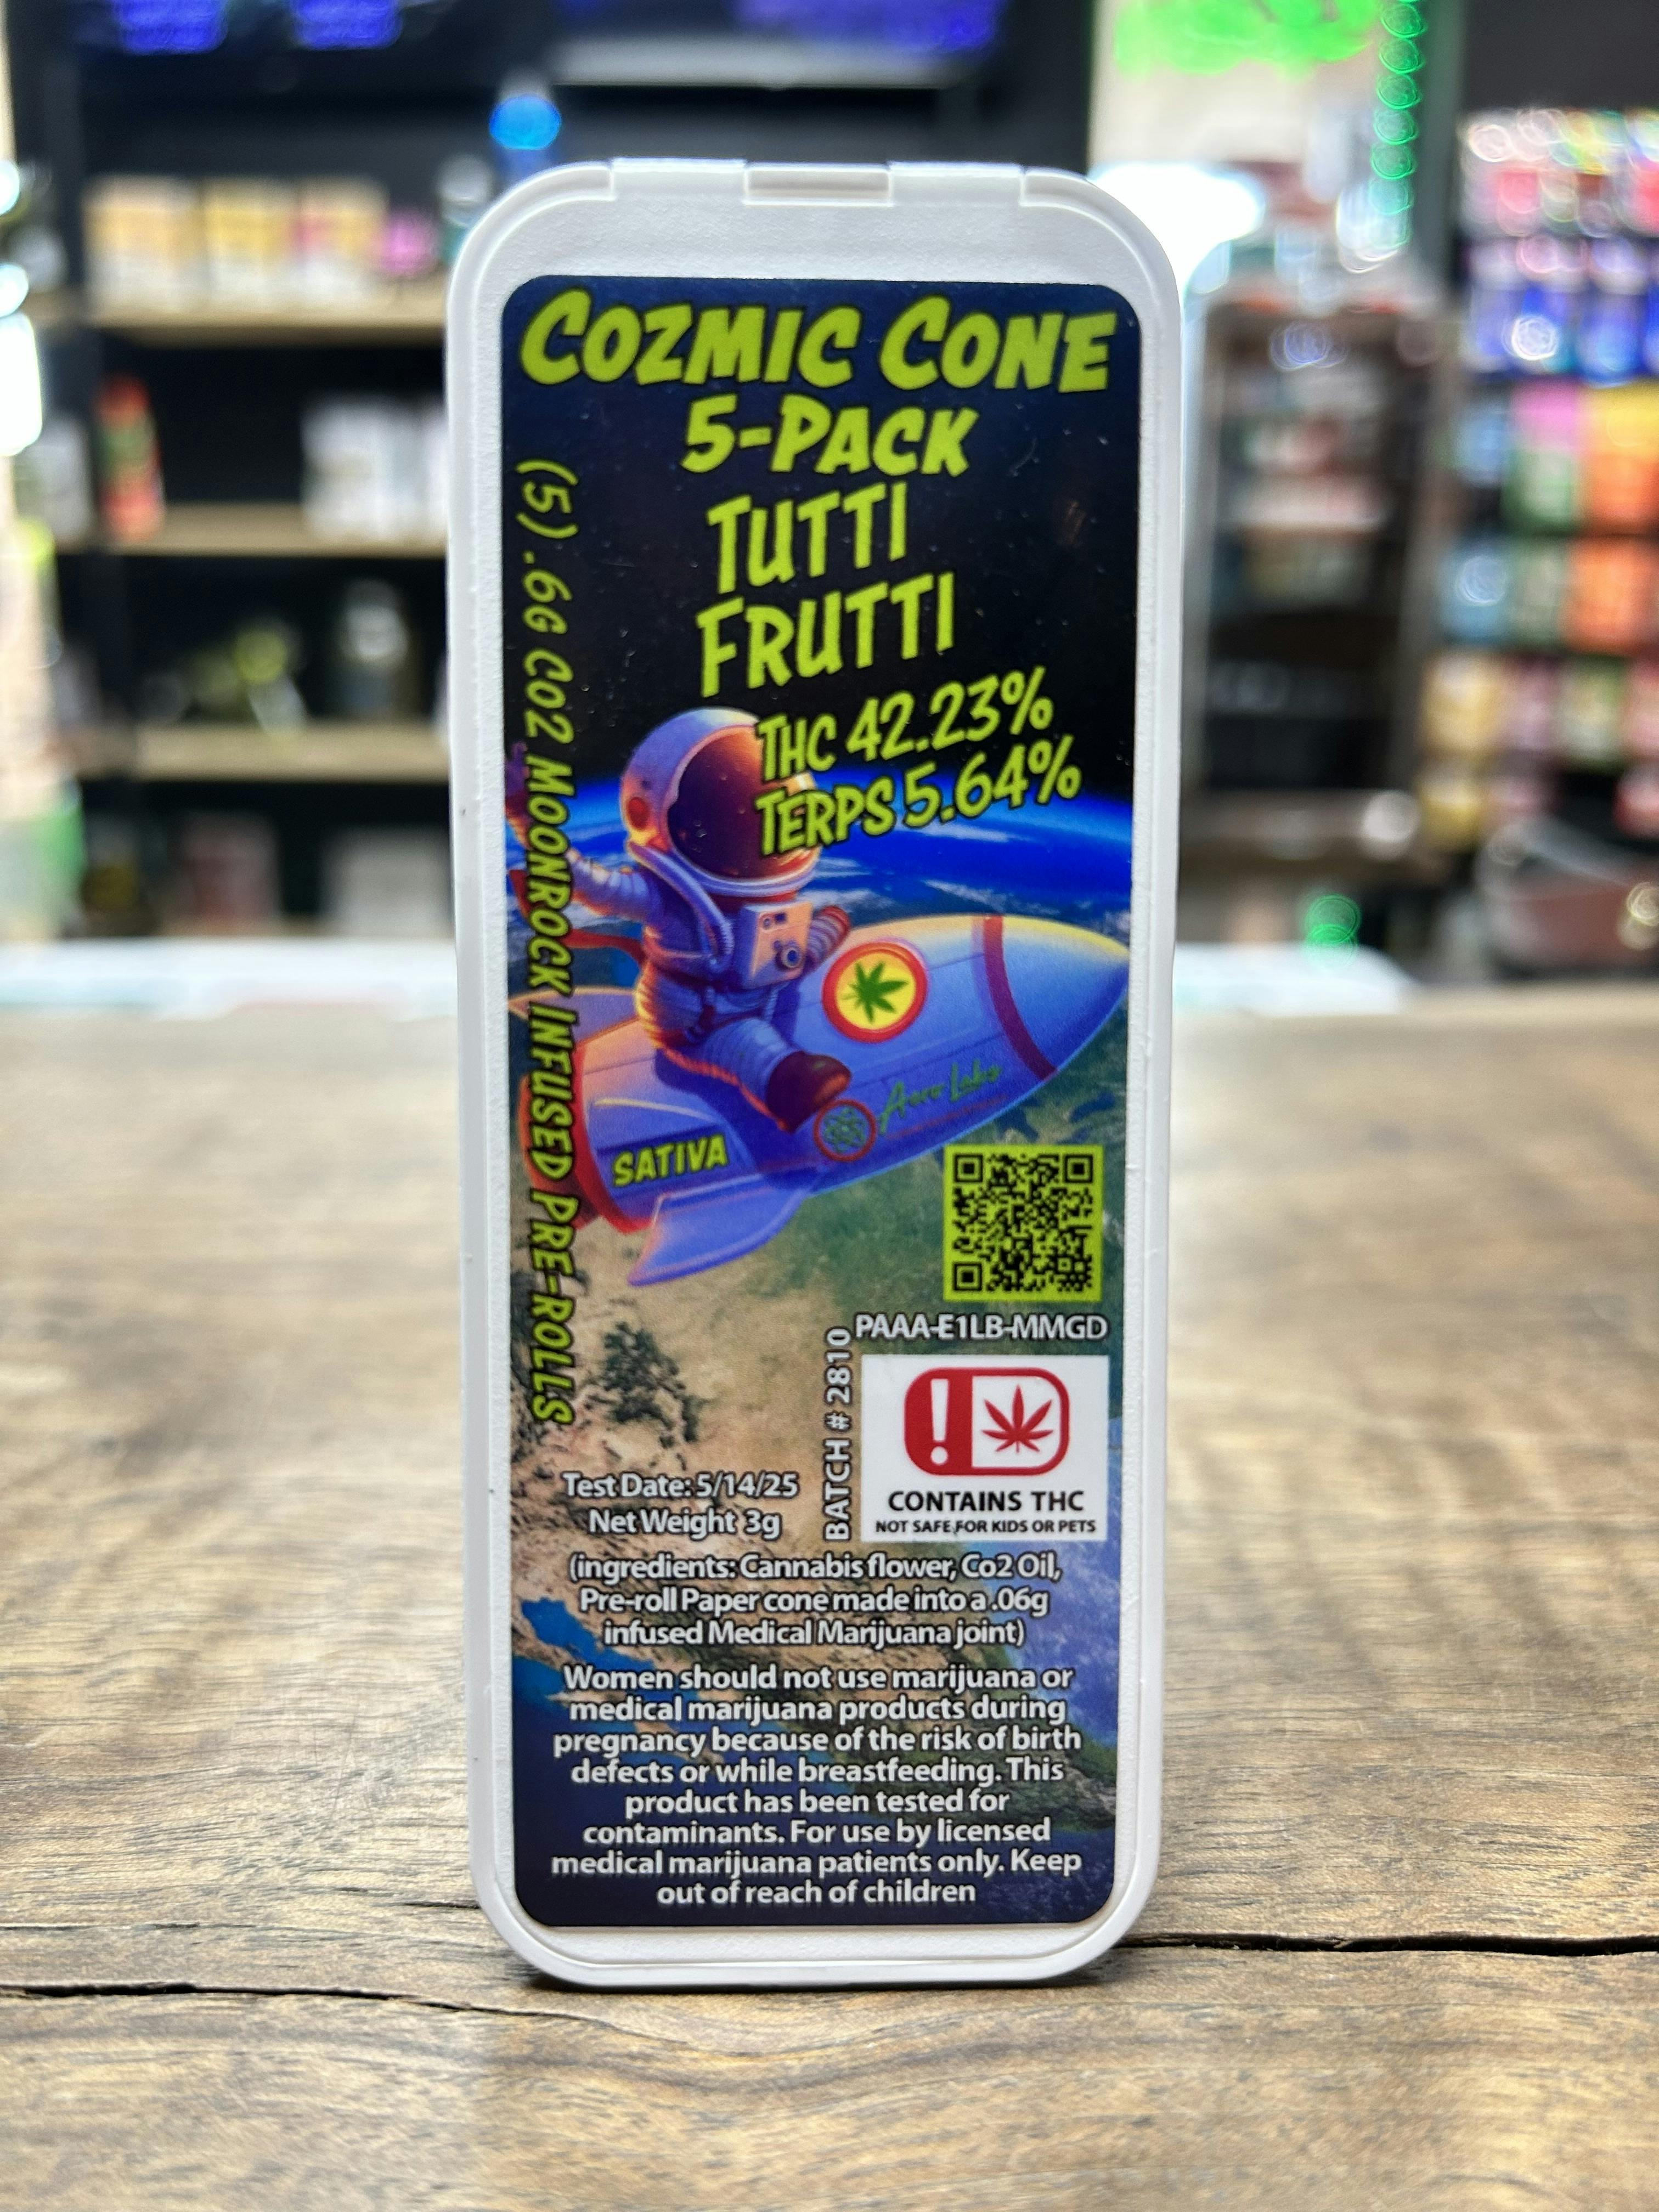 COZMIC CONE
5-PACK
TUTTI
FRUTTI
THC 42.23%
TERPS 5.64%
(5) .6G CO2 MOONROCK INFUSED PRE-ROLLS
Aero Labs
SATIVA
PAAA-E1LB-MMGD
BATCH # 2810
CONTAINS THC
NOT SAFE FOR KIDS OR PETS
Test Date: 5/14/25
Net Weight 3g
(ingredients: Cannabis flower, Co2 Oil,
Pre-roll Paper cone made into a .06g
infused Medical Marijuana joint)
Women should not use marijuana or
medical marijuana products during
pregnancy because of the risk of birth
defects or while breastfeeding. This
product has been tested for
contaminants. For use by licensed
medical marijuana patients only. Keep
out of reach of children